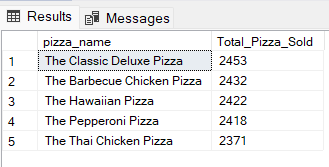 Results Messages
pizza_name Total_Pizza_Sold
1 The Classic Deluxe Pizza 2453
2 The Barbecue Chicken Pizza 2432
3 The Hawaiian Pizza 2422
4 The Pepperoni Pizza 2418
5 The Thai Chicken Pizza 2371